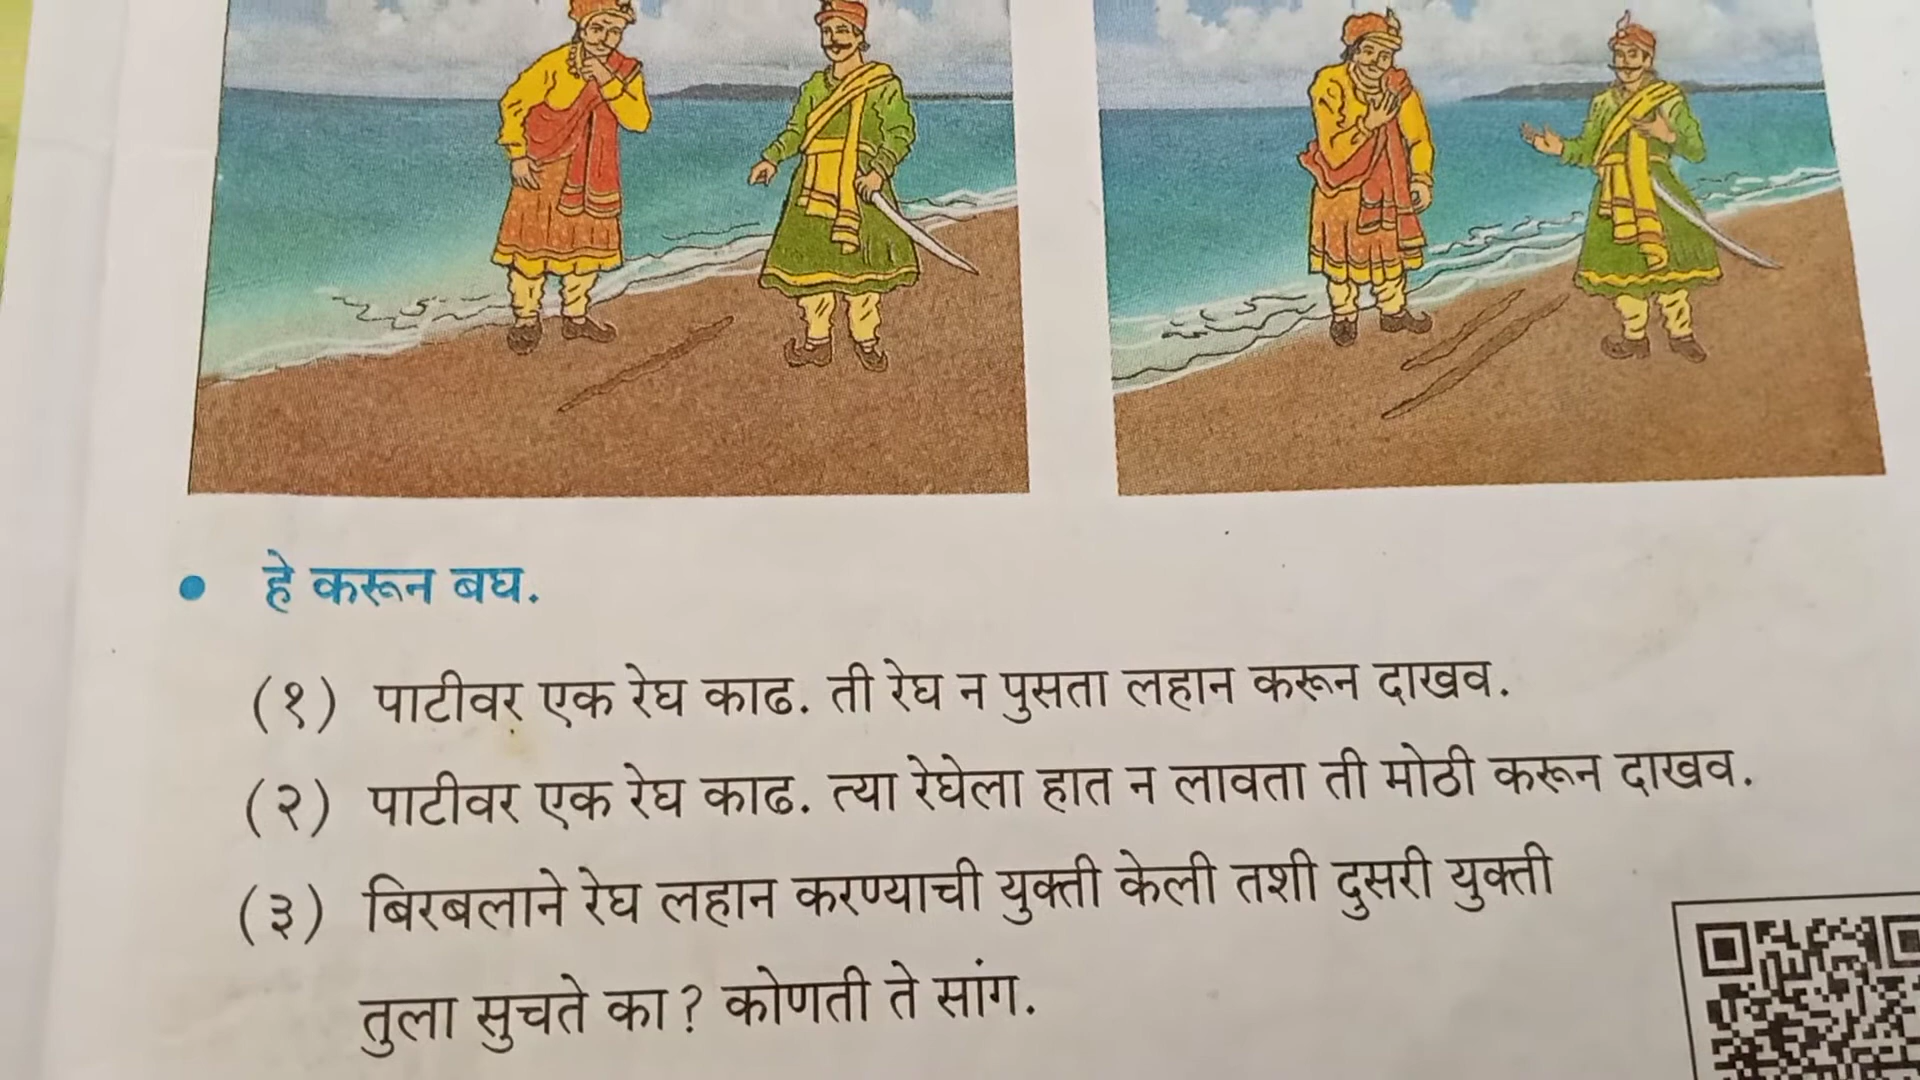 • हे करून बघ.
(१) पाटीवर एक रेघ काढ. ती रेघ न पुसता लहान करून दाखव.
(२) पाटीवर एक रेघ काढ. त्या रेघेला हात न लावता ती मोठी करून दाखव.
(३) बिरबलाने रेघ लहान करण्याची युक्ती केली तशी दुसरी युक्ती
तुला सुचते का? कोणती ते सांग.